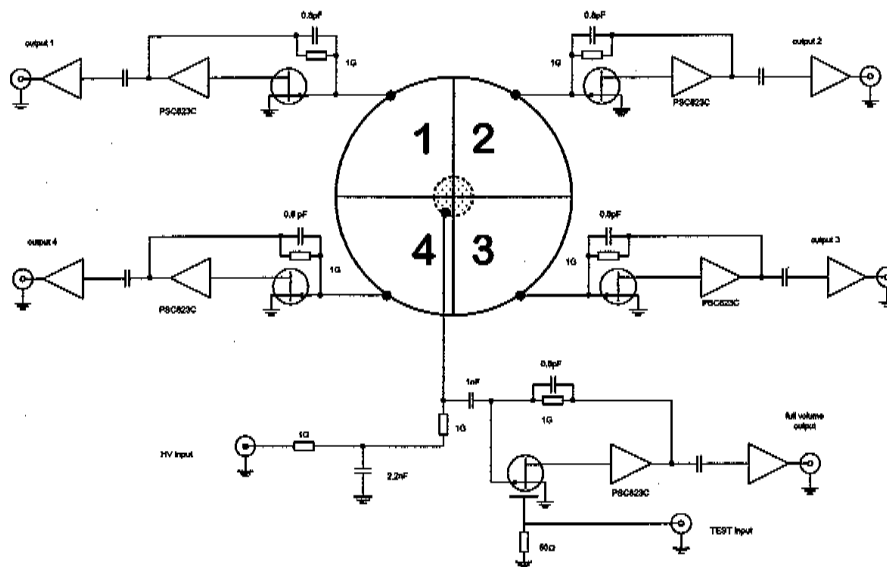 output 1
0.8pF
1G
PSC823C
output 2
0.8pF
1G
PSC823C
1
2
4
3
output 4
0.8 pF
1G
PSC823C
output 3
0.8pF
1G
PSC823C
HV Input
1G
2.2nF
1G
1nF
0.8pF
1G
PSC823C
full volume
output
TEST Input
50Ω